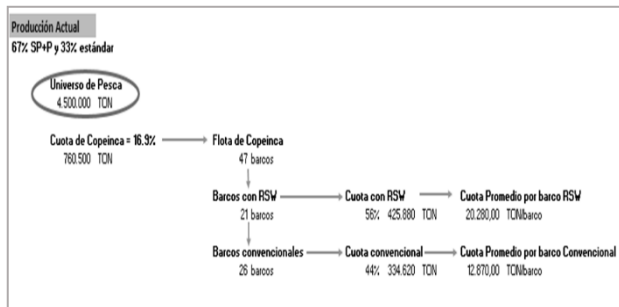 Producción Actual
67% SP+P y 33% estándar
Universo de Pesca
4.500.000 TON
Cuota de Copeinca = 16.9% Flota de Copeinca
760.500 TON 47 barcos
Barcos con RSW Cuota con RSW Cuota Promedio por barco RSW
21 barcos 56% 425.880 TON 20.280,00 TON/barco
Barcos convencionales Cuota convencional Cuota Promedio por barco Convencional
26 barcos 44% 334.620 TON 12.870,00 TON/barco